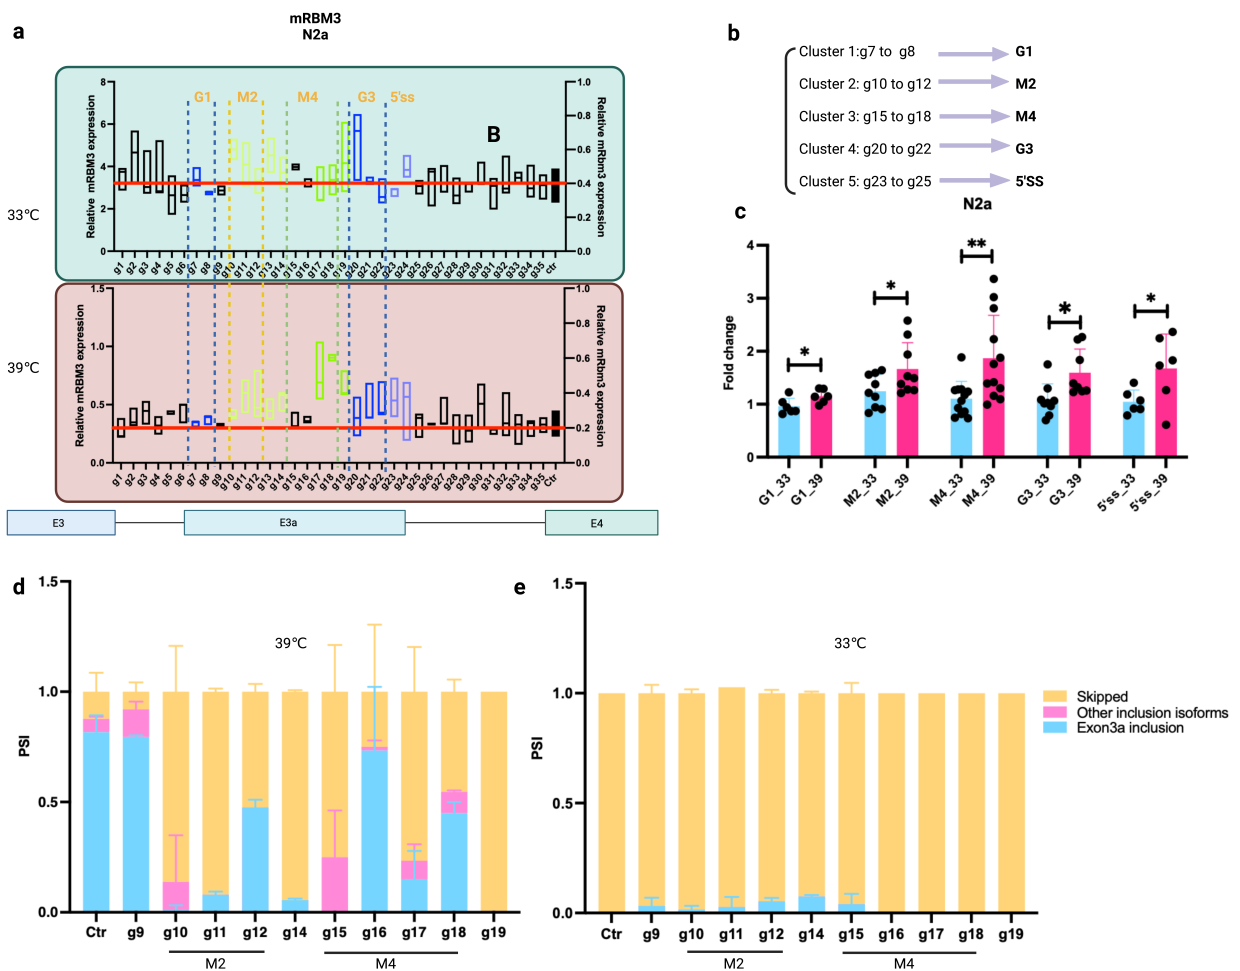 a
mRBM3
N2a
33℃
Relative mRBM3 expression
8
6
4
2
0
G1
M2
M4
G3
5'ss
B
1.0
0.8
0.6
0.4
0.2
0.0
Relative mRbm3 expression
g1 g2 g3 g4 g5 g6 g7 g8 g9 g10 g11 g12 g13 g14 g15 g16 g17 g18 g19 g20 g21 g22 g23 g24 g25 g26 g27 g28 g29 g30 g31 g32 g33 g34 g35 Ctr
39℃
Relative mRBM3 expression
1.5
1.0
0.5
0.0
1.0
0.8
0.6
0.4
0.2
0.0
Relative mRbm3 expression
g1 g2 g3 g4 g5 g6 g7 g8 g9 g10 g11 g12 g13 g14 g15 g16 g17 g18 g19 g20 g21 g22 g23 g24 g25 g26 g27 g28 g29 g30 g31 g32 g33 g34 g35 Ctr
E3
E3a
E4
b
Cluster 1:g7 to g8 G1
Cluster 2: g10 to g12 M2
Cluster 3: g15 to g18 M4
Cluster 4: g20 to g22 G3
Cluster 5: g23 to g25 5'SS
c
N2a
Fold change
4
3
2
1
0
*
*
**
*
*
G1_33 G1_39 M2_33 M2_39 M4_33 M4_39 G3_33 G3_39 5'ss_33 5'ss_39
d
39℃
PSI
1.5
1.0
0.5
0.0
Ctr g9 g10 g11 g12 g14 g15 g16 g17 g18 g19
M2 M4
e
33℃
PSI
1.5
1.0
0.5
0.0
Ctr g9 g10 g11 g12 g14 g15 g16 g17 g18 g19
M2 M4
Skipped
Other inclusion isoforms
Exon3a inclusion